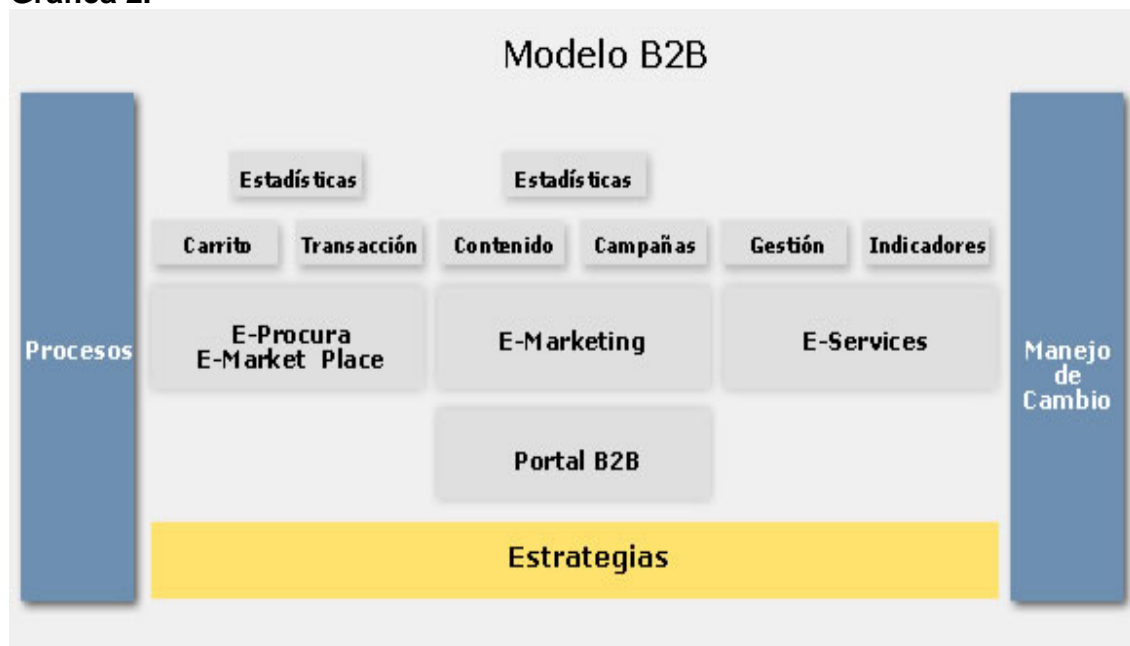 Gráfica 2.
Modelo B2B
Estadísticas
Estadísticas
Carrito
Transacción
Contenido
Campañas
Gestión
Indicadores
Procesos
E-Procura
E-Market Place
E-Marketing
E-Services
Manejo
de
Cambio
Portal B2B
Estrategias